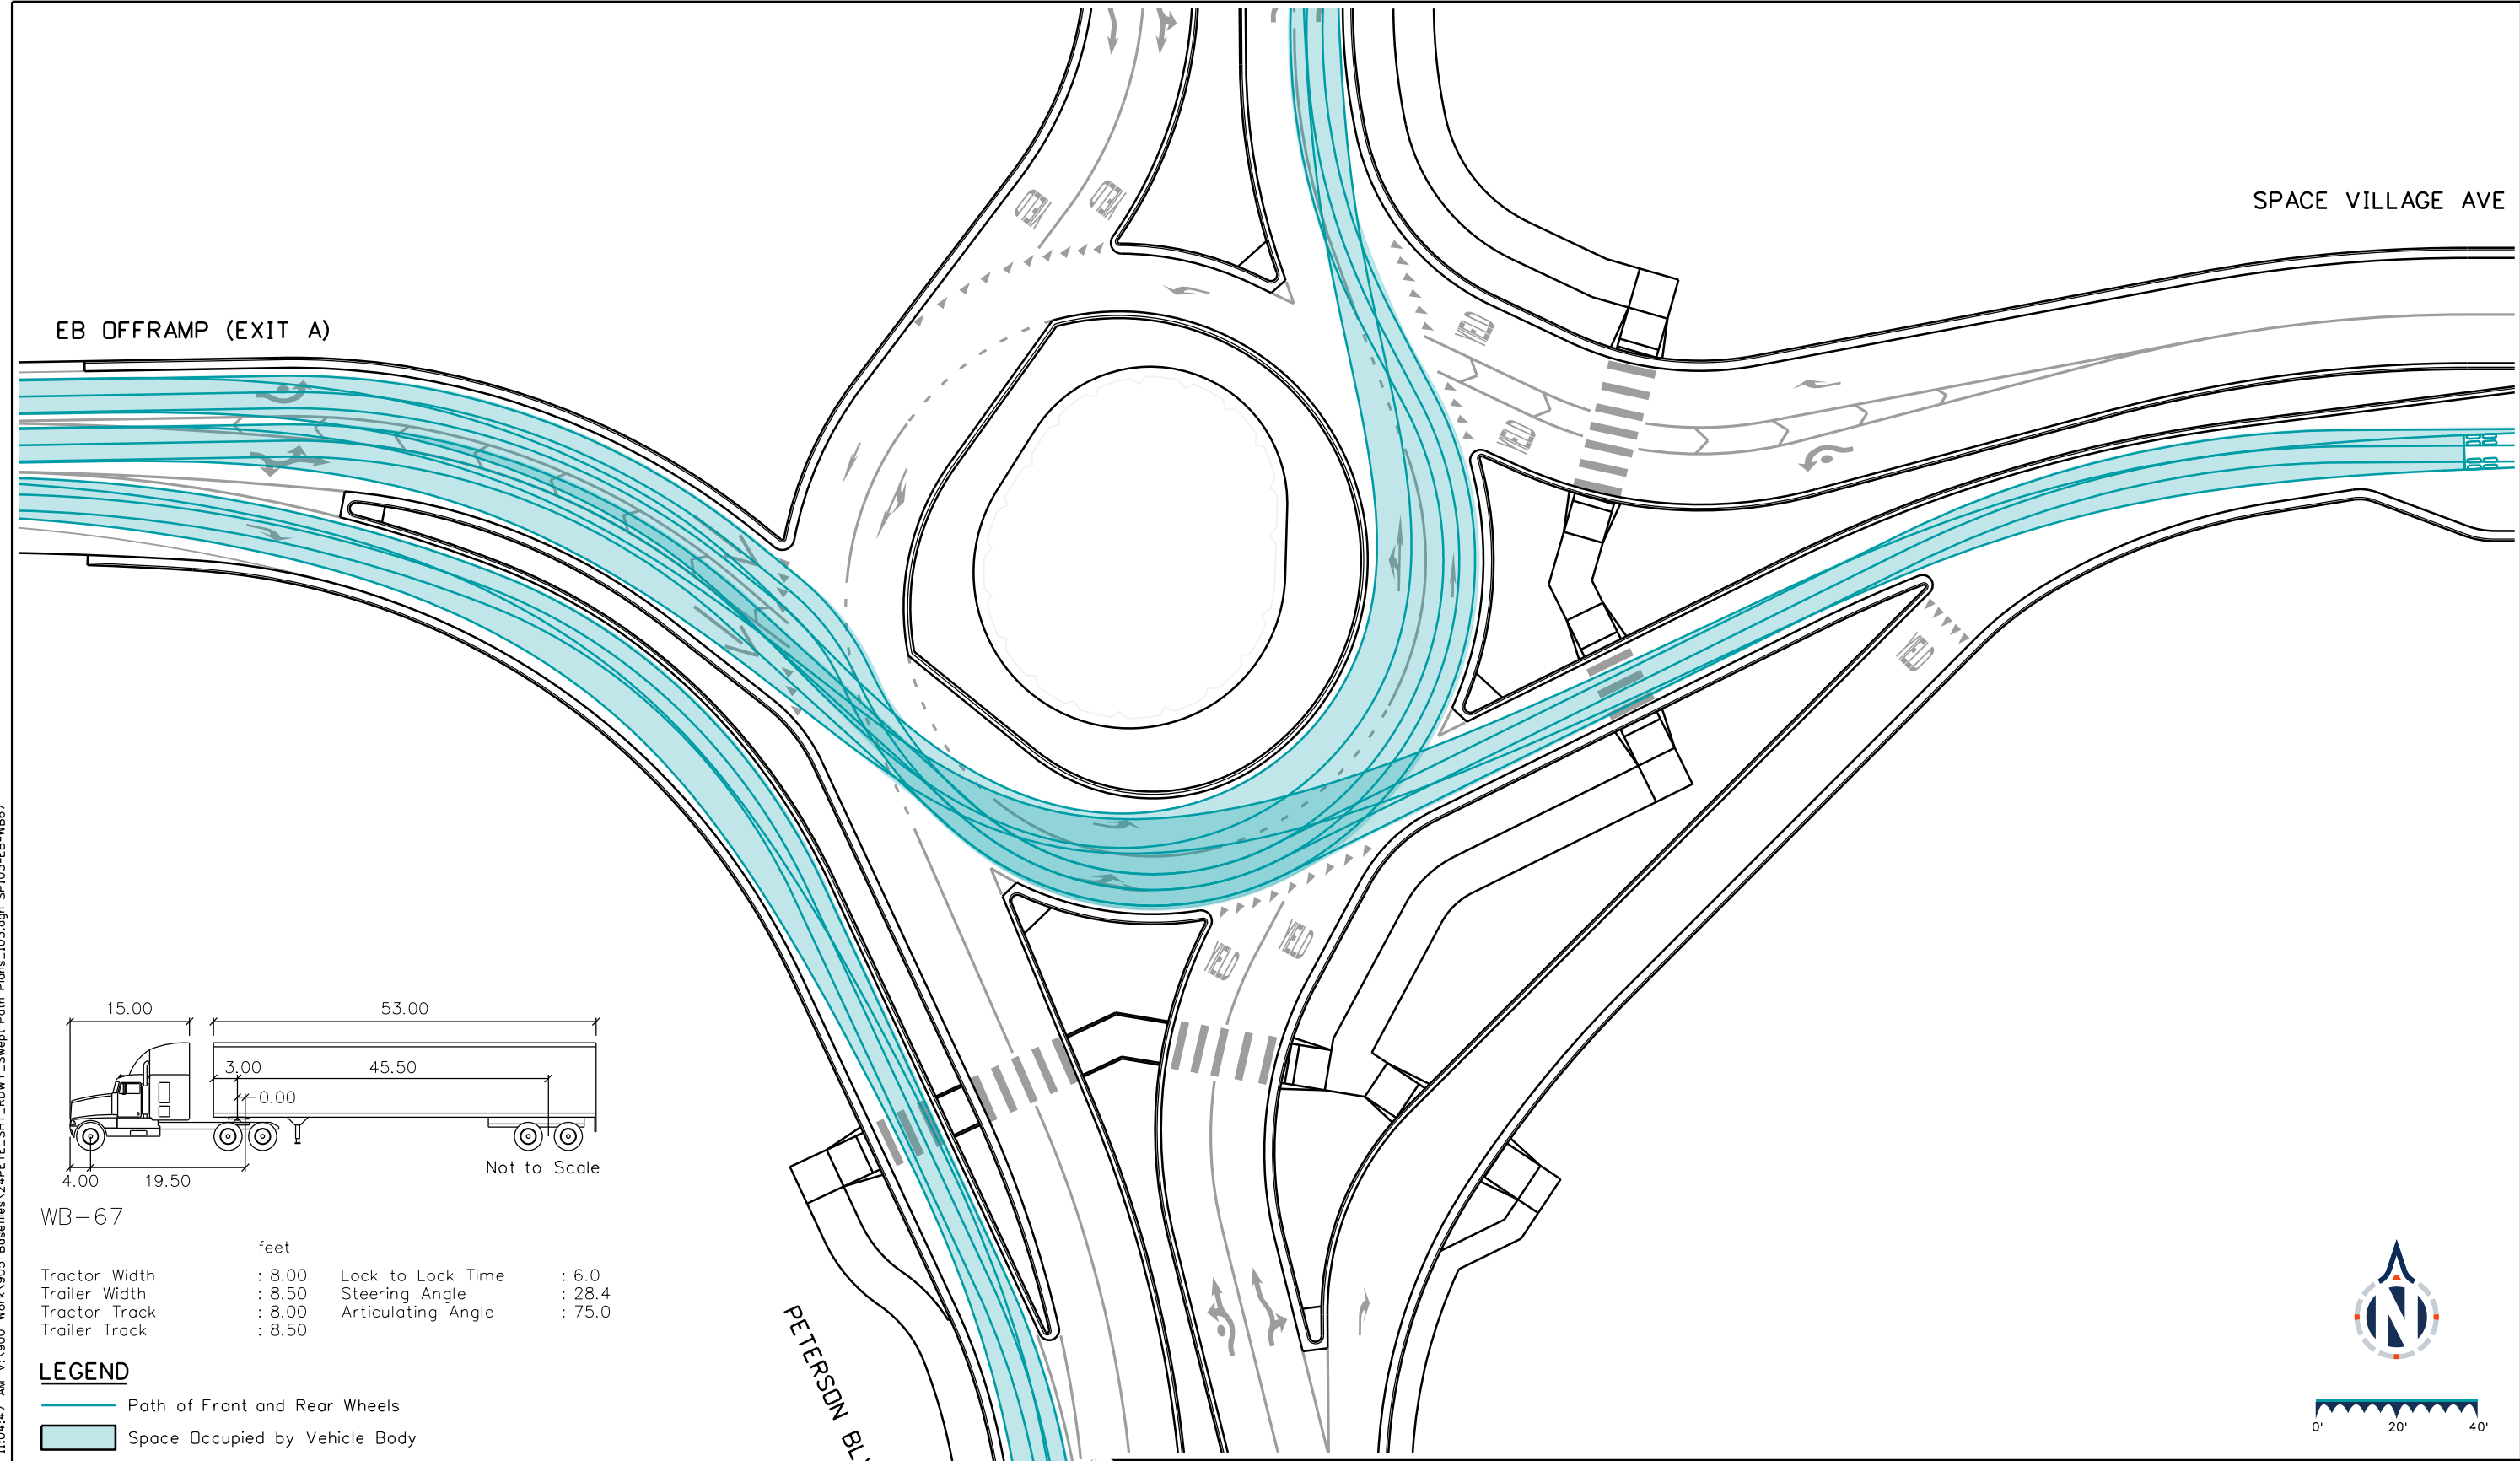 SPACE VILLAGE AVE
EB OFFRAMP (EXIT A)
YIELD
YIELD
YIELD
YIELD
YIELD
YIELD
YIELD
15.00
53.00
3.00
45.50
0.00
4.00
19.50
Not to Scale
WB-67
feet
Tractor Width : 8.00 Lock to Lock Time : 6.0
Trailer Width : 8.50 Steering Angle : 28.4
Tractor Track : 8.00 Articulating Angle : 75.0
Trailer Track : 8.50
LEGEND
Path of Front and Rear Wheels
Space Occupied by Vehicle Body
PETERSON
N
0' 20' 40'